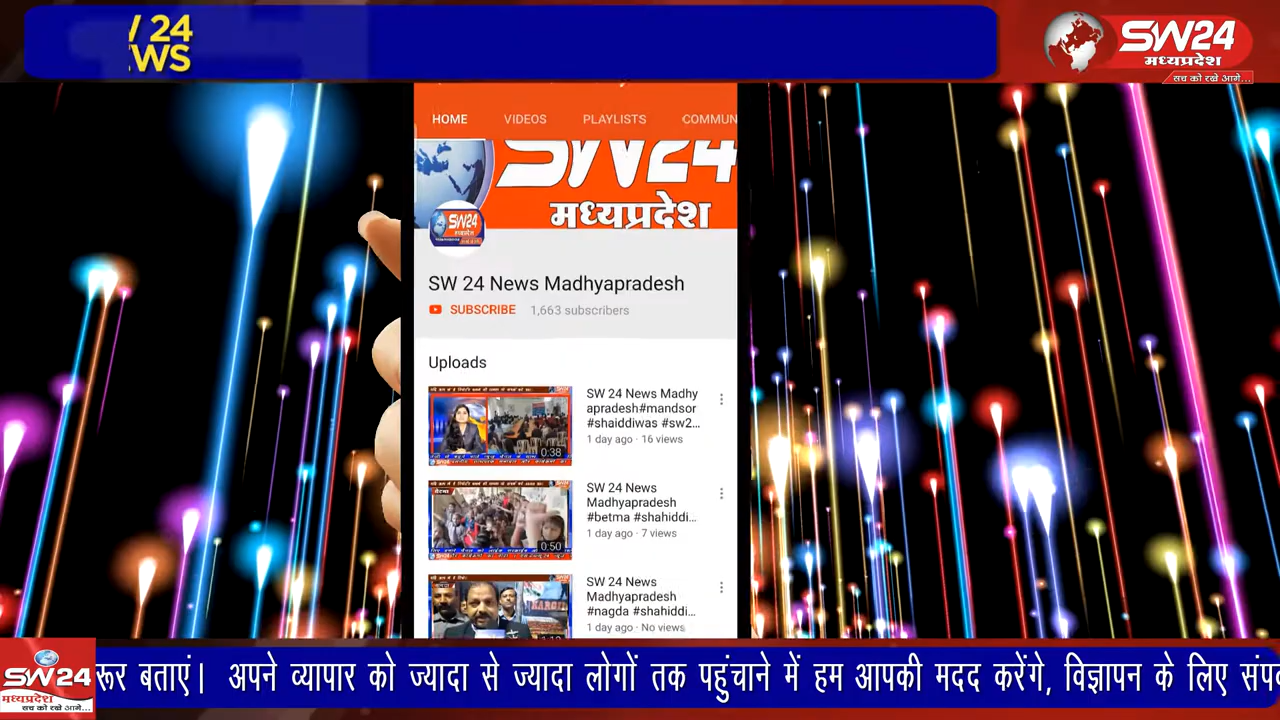 / 24
EWS
SW24
मध्यप्रदेश
सच को रखे आगे...
HOME VIDEOS PLAYLISTS COMMUN
SW24
मध्यप्रदेश
SW24
SW 24 News Madhyapradesh
SUBSCRIBE 1,663 subscribers
Uploads
SW 24 News Madhy
apradesh#mandsor
#shaiddiwas #sw2...
1 day ago · 16 views
0:38
SW 24 News
Madhyapradesh
#betma #shahiddi...
1 day ago · 7 views
0:50
SW 24 News
Madhyapradesh
#nagda #shahiddi...
1 day ago · No views
SW24
मध्यप्रदेश
सच को रखे आगे...
रूर बताएं। अपने व्यापार को ज्यादा से ज्यादा लोगों तक पहुंचाने में हम आपकी मदद करेंगे, विज्ञापन के लिए संप